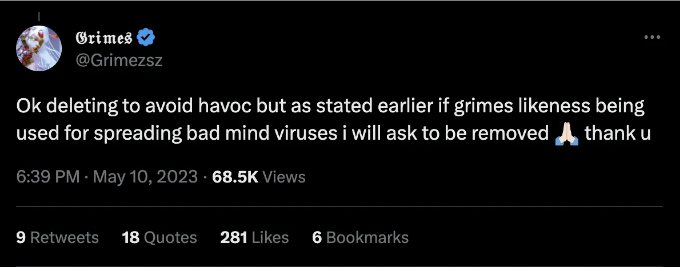 𝕲𝖗𝖎𝖒𝖊𝖘
@Grimezsz
Ok deleting to avoid havoc but as stated earlier if grimes likeness being
used for spreading bad mind viruses i will ask to be removed 🙏🏻 thank u
6:39 PM · May 10, 2023 · 68.5K Views
9 Retweets 18 Quotes 281 Likes 6 Bookmarks